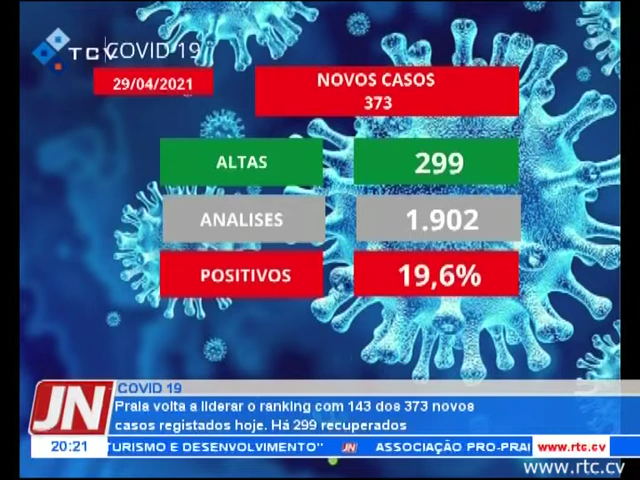 TCV
COVID 19
29/04/2021
NOVOS CASOS
373
ALTAS
299
ANALISES
1.902
POSITIVOS
19,6%
JN
COVID 19
Praia volta a liderar o ranking com 143 dos 373 novos
casos registados hoje. Há 299 recuperados
20:21
TURISMO E DESENVOLVIMENTO" JN ASSOCIAÇÃO PRO-PRAI
www.rtc.cv
www.rtc.cv